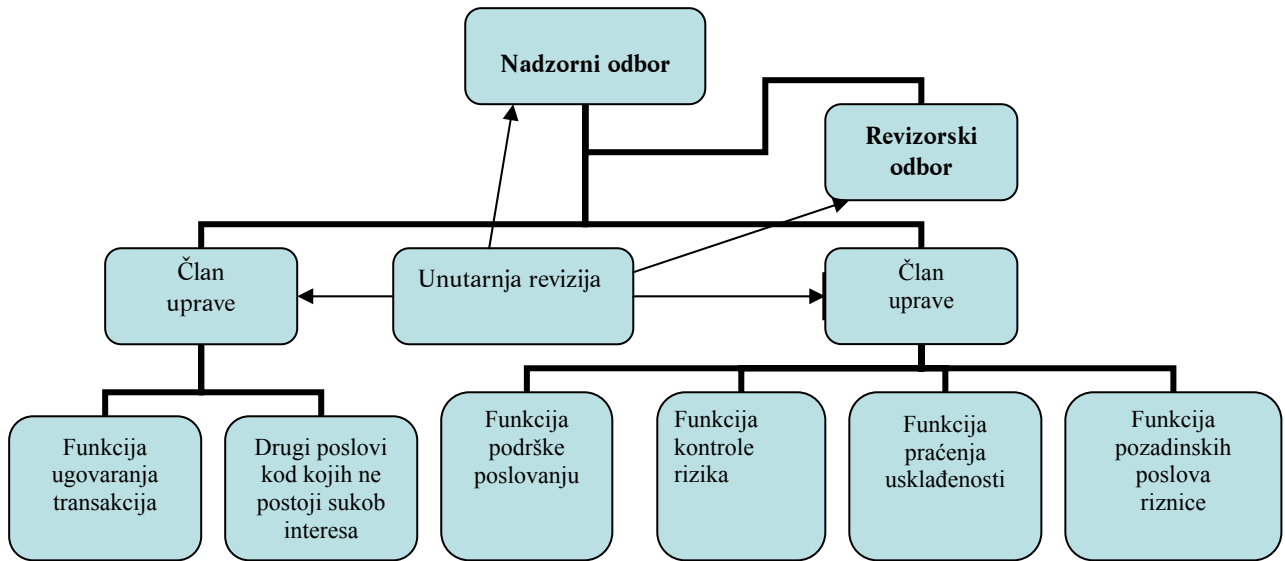 Nadzorni odbor
Revizorski
odbor
Član
uprave
Unutarnja revizija
Član
uprave
Funkcija
ugovaranja
transakcija
Drugi poslovi
kod kojih ne
postoji sukob
interesa
Funkcija
podrške
poslovanju
Funkcija
kontrole
rizika
Funkcija
praćenja
usklađenosti
Funkcija
pozadinskih
poslova
riznice